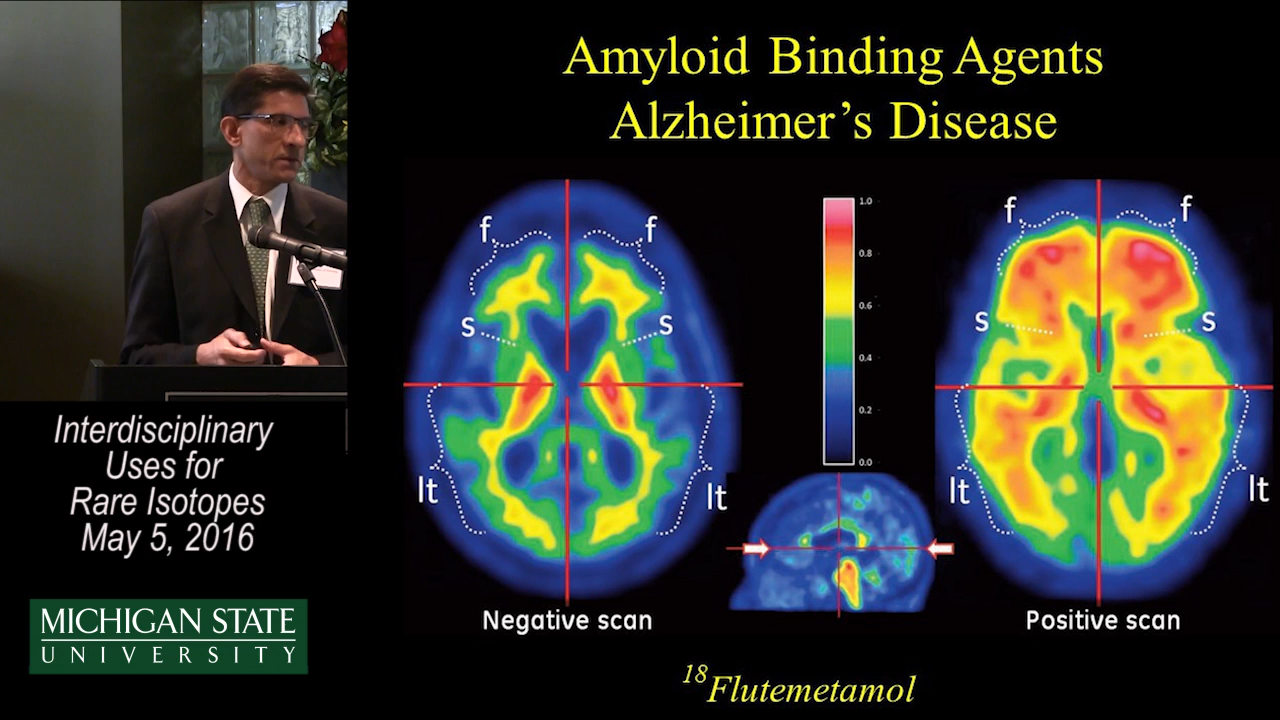 Amyloid Binding Agents
Alzheimer's Disease
f
f
s
s
lt
lt
Negative scan
1.0
0.8
0.6
0.4
0.2
0.0
f
f
s
s
lt
lt
Positive scan
18Flutemetamol
Interdisciplinary
Uses for
Rare Isotopes
May 5, 2016
MICHIGAN STATE
UNIVERSITY